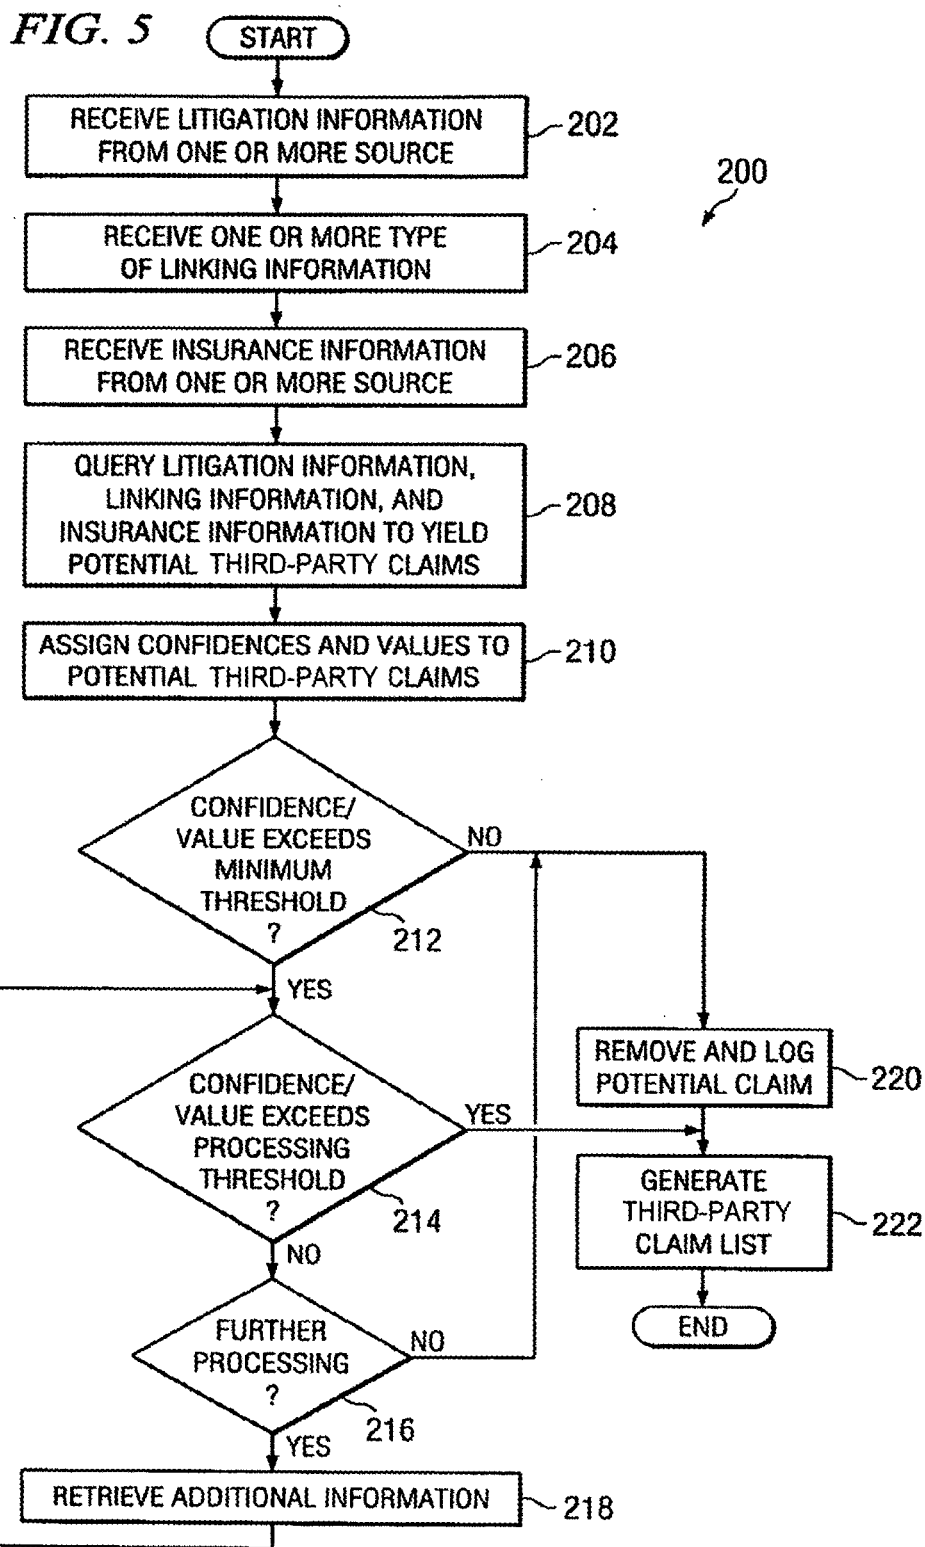 FIG. 5
START
RECEIVE LITIGATION INFORMATION
FROM ONE OR MORE SOURCE
202
200
RECEIVE ONE OR MORE TYPE
OF LINKING INFORMATION
204
RECEIVE INSURANCE INFORMATION
FROM ONE OR MORE SOURCE
206
QUERY LITIGATION INFORMATION,
LINKING INFORMATION, AND
INSURANCE INFORMATION TO YIELD
POTENTIAL THIRD-PARTY CLAIMS
208
ASSIGN CONFIDENCES AND VALUES TO
POTENTIAL THIRD-PARTY CLAIMS
210
CONFIDENCE/
VALUE EXCEEDS
MINIMUM
THRESHOLD
?
212
NO
YES
CONFIDENCE/
VALUE EXCEEDS
PROCESSING
THRESHOLD
?
214
YES
NO
REMOVE AND LOG
POTENTIAL CLAIM
220
GENERATE
THIRD-PARTY
CLAIM LIST
222
END
FURTHER
PROCESSING
?
216
NO
YES
RETRIEVE ADDITIONAL INFORMATION
218